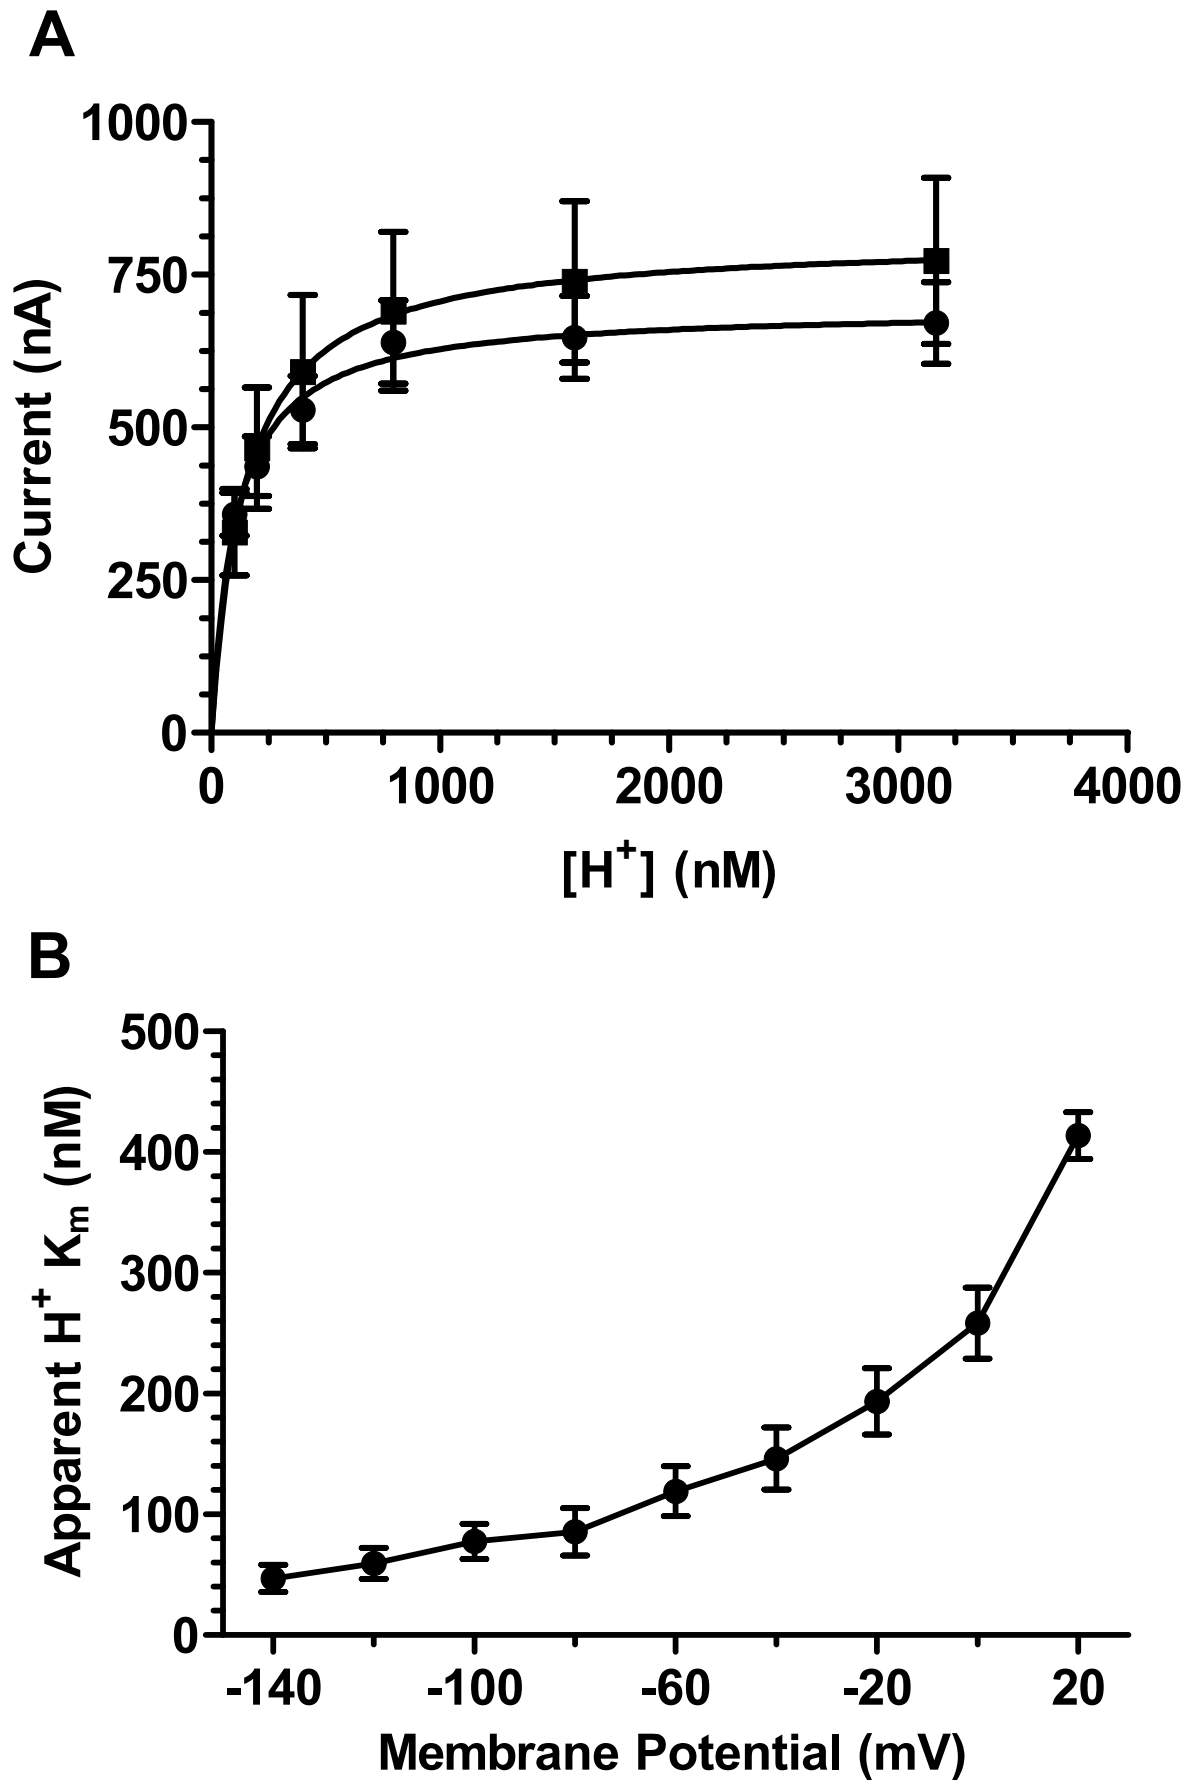 A
1000
750
500
250
0
Current (nA)
0 1000 2000 3000 4000
[H⁺] (nM)
B
500
400
300
200
100
0
Apparent H⁺ Kₘ (nM)
-140 -100 -60 -20 20
Membrane Potential (mV)